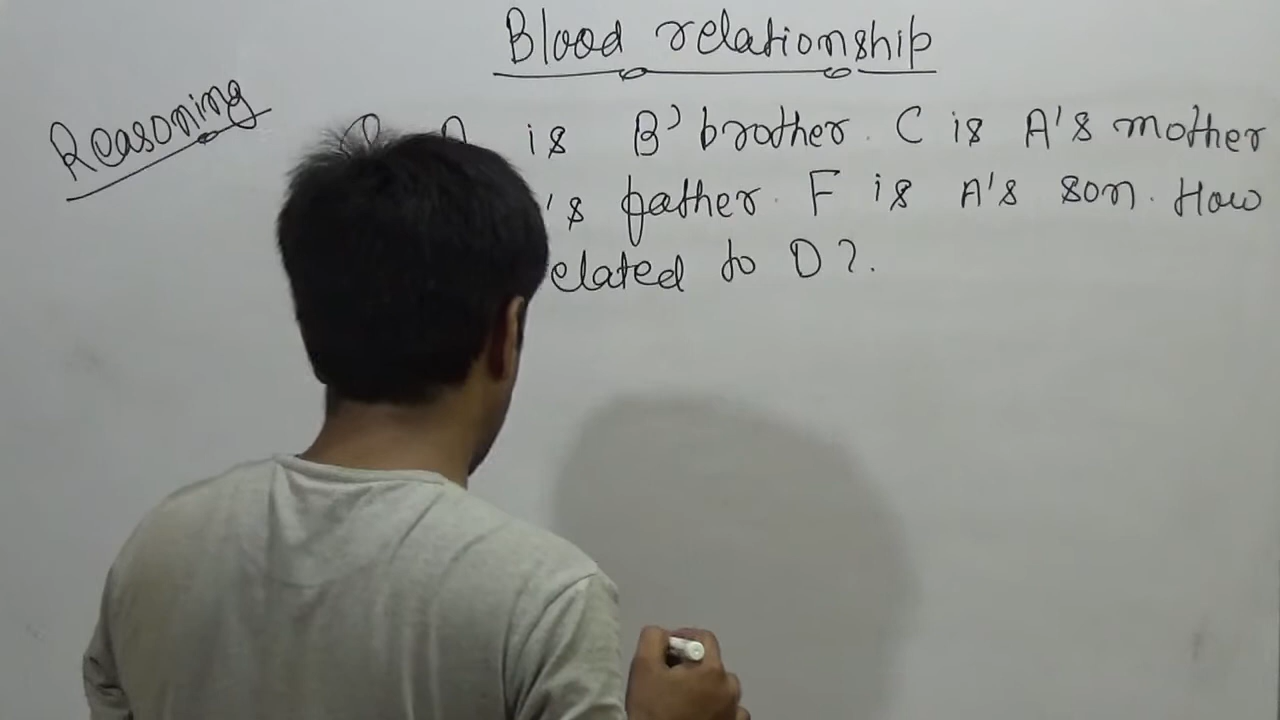 Blood relationship
Reasoning
is B' brother. C is A's mother
's father. F is A's son. How
elated to D?.